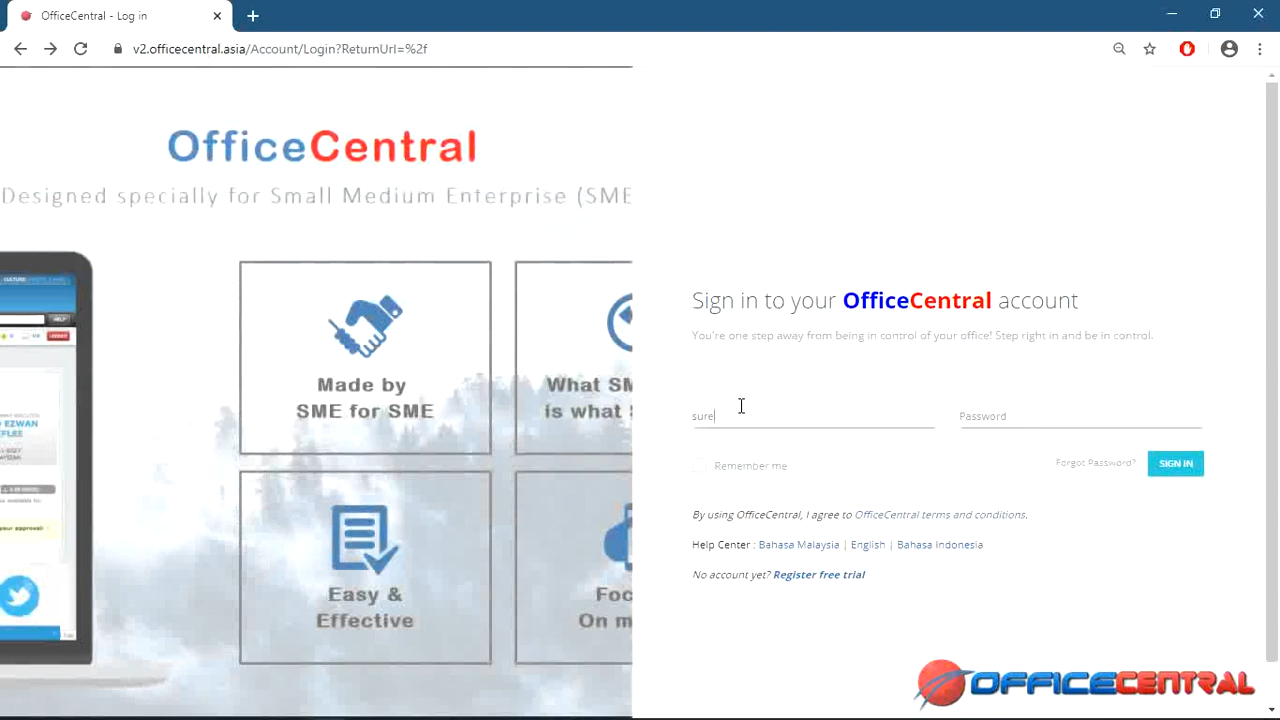 OfficeCentral - Log in
v2.officecentral.asia/Account/Login?ReturnUrl=%2f
OfficeCentral
Designed specially for Small Medium Enterprise (SME
CULTURE
HELP
EZWAN
Made by
SME for SME
What SM
is what
Easy &
Effective
Foc
On m
Sign in to your OfficeCentral account
You're one step away from being in control of your office! Step right in and be in control.
sure
Password
Remember me
Forgot Password?
SIGN IN
By using OfficeCentral, I agree to OfficeCentral terms and conditions.
Help Center : Bahasa Malaysia | English | Bahasa Indonesia
No account yet? Register free trial
OFFICECENTRAL